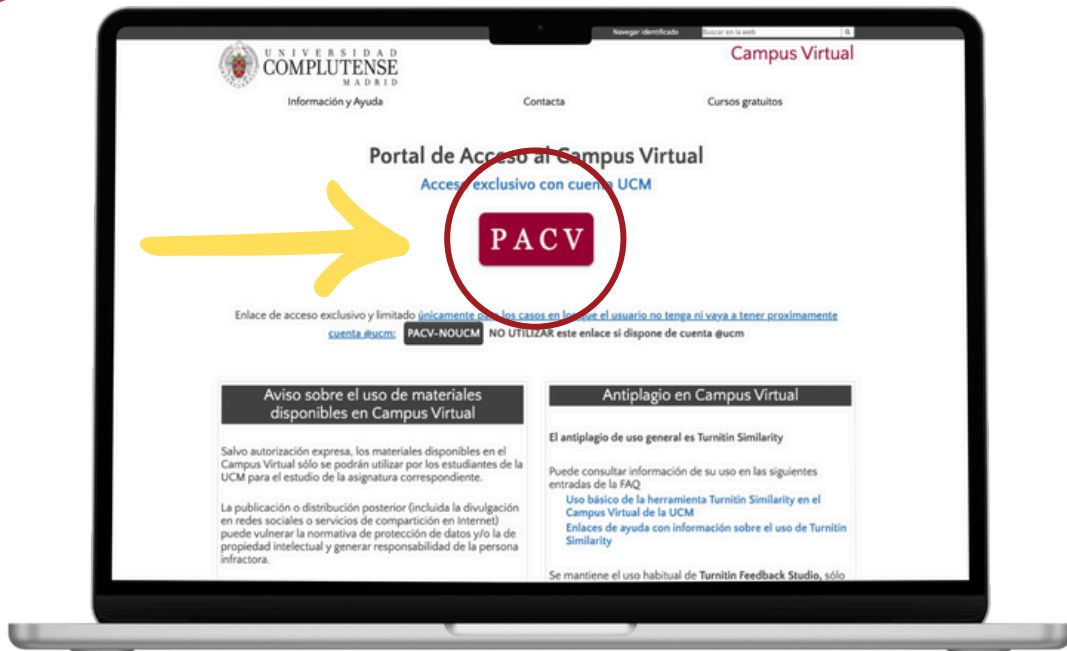 Navegar identificado
Buscar en la web
UNIVERSIDAD
COMPLUTENSE
MADRID
Campus Virtual
Información y Ayuda
Contacta
Cursos gratuitos
Portal de Acceso al Campus Virtual
Acceso exclusivo con cuenta UCM
PACV
Enlace de acceso exclusivo y limitado únicamente para los casos en los que el usuario no tenga ni vaya a tener proximamente
cuenta @ucm: PACV-NOUCM NO UTILIZAR este enlace si dispone de cuenta @ucm
Aviso sobre el uso de materiales
disponibles en Campus Virtual
Salvo autorización expresa, los materiales disponibles en el
Campus Virtual sólo se podrán utilizar por los estudiantes de la
UCM para el estudio de la asignatura correspondiente.
La publicación o distribución posterior (incluida la divulgación
en redes sociales o servicios de compartición en Internet)
puede vulnerar la normativa de protección de datos y/o la de
propiedad intelectual y generar responsabilidad de la persona
infractora.
Antiplagio en Campus Virtual
El antiplagio de uso general es Turnitin Similarity
Puede consultar información de su uso en las siguientes
entradas de la FAQ
Uso básico de la herramienta Turnitin Similarity en el
Campus Virtual de la UCM
Enlaces de ayuda con información sobre el uso de Turnitin
Similarity
Se mantiene el uso habitual de Turnitin Feedback Studio, sólo